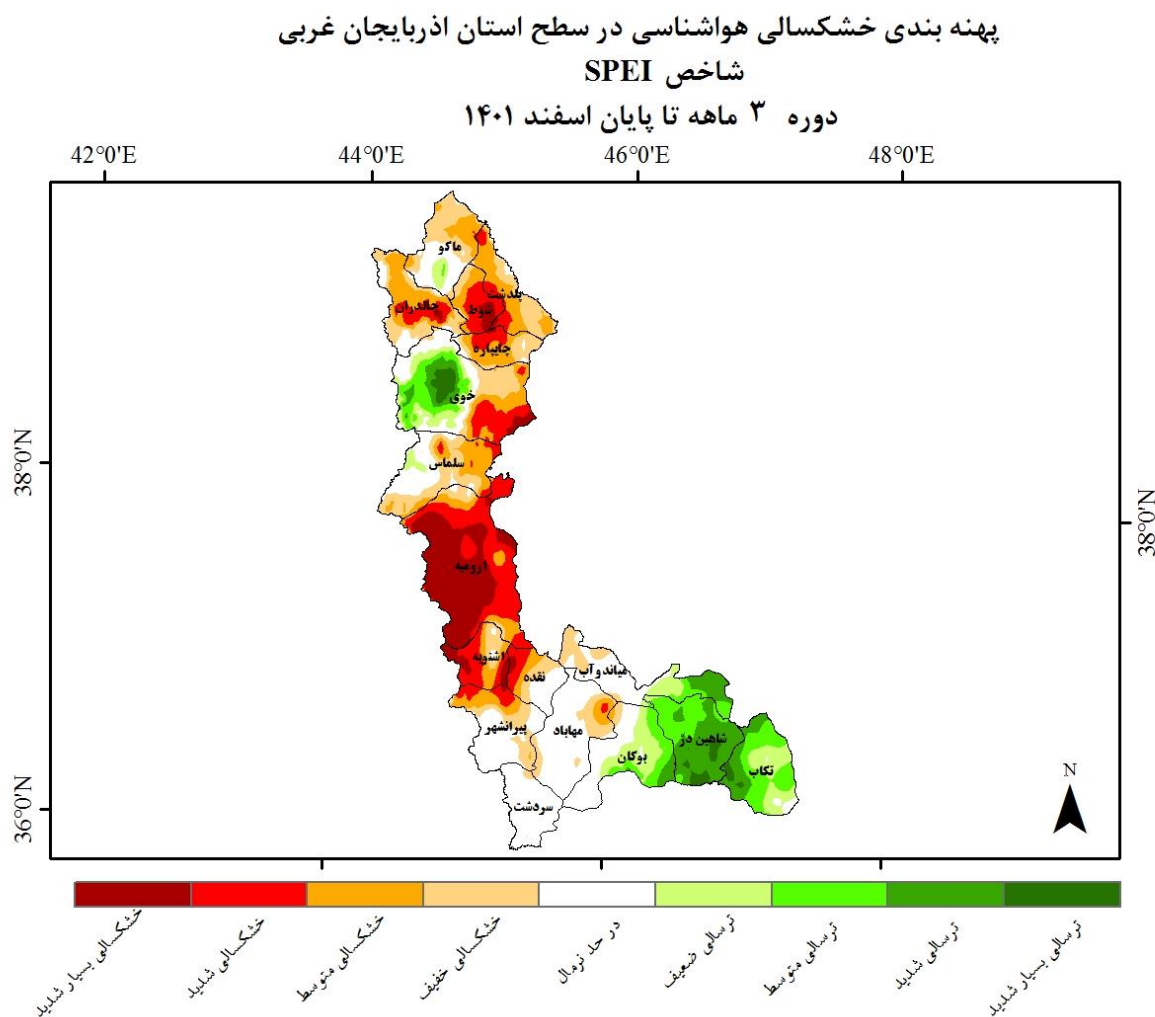 پهنه بندی خشکسالی هواشناسی در سطح استان اذربایجان غربی
شاخص SPEI
دوره ۳ ماهه تا پایان اسفند ۱۴۰۱
42°0'E 44°0'E 46°0'E 48°0'E
ماکو
پلدشت
چالدران
شوط
چایپاره
خوی
38°0'N
سلماس
38°0'N
ارومیه
اشنویه
نقده
میاندوآب
پیرانشهر
مهاباد
شاهین دژ
بوکان
تکاب
سردشت
36°0'N
N
خشکسالی بسیار شدید
خشکسالی شدید
خشکسالی متوسط
خشکسالی خفیف
در حد نرمال
ترسالی ضعیف
ترسالی متوسط
ترسالی شدید
ترسالی بسیار شدید